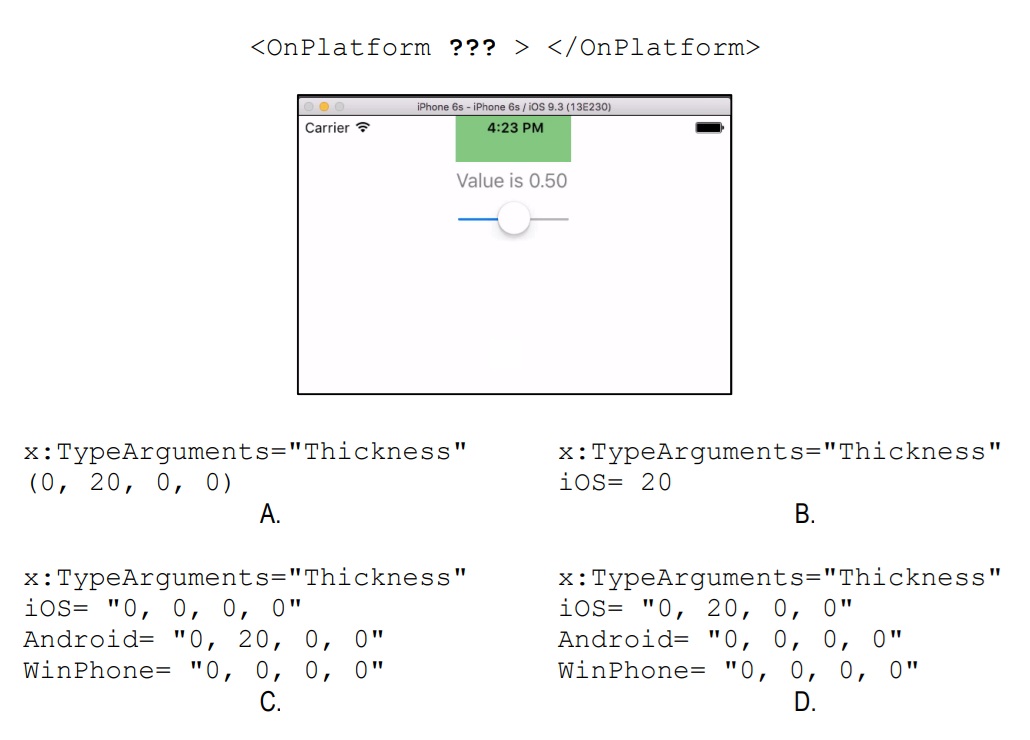 <OnPlatform ??? > </OnPlatform>
iPhone 6s - iPhone 6s / iOS 9.3 (13E230)
Carrier 4:23 PM
Value is 0.50
x:TypeArguments="Thickness"
(0, 20, 0, 0)
A.
x:TypeArguments="Thickness"
iOS= 20
B.
x:TypeArguments="Thickness"
iOS= "0, 0, 0, 0"
Android= "0, 20, 0, 0"
WinPhone= "0, 0, 0, 0"
C.
x:TypeArguments="Thickness"
iOS= "0, 20, 0, 0"
Android= "0, 0, 0, 0"
WinPhone= "0, 0, 0, 0"
D.